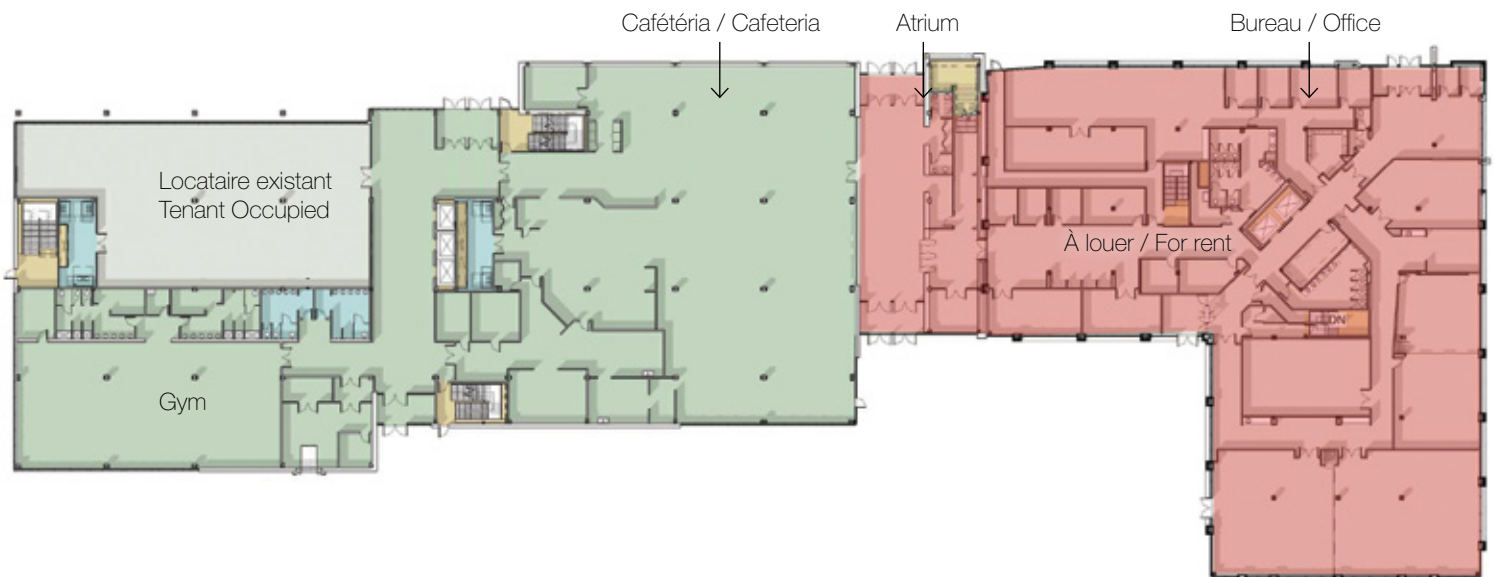 Cafétéria / Cafeteria
Atrium
Bureau / Office
Locataire existant
Tenant Occupied
À louer / For rent
DN
Gym